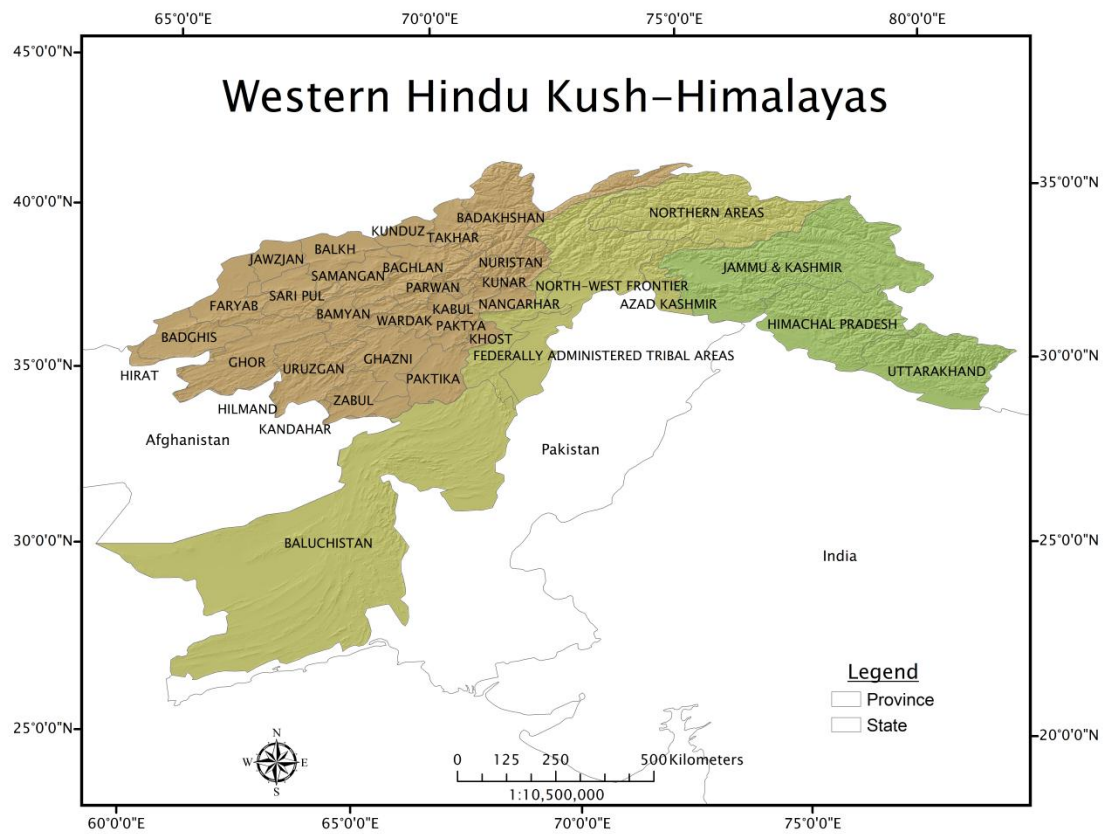 65°0'0"E 70°0'0"E 75°0'0"E 80°0'0"E
45°0'0"N
Western Hindu Kush-Himalayas
40°0'0"N
35°0'0"N
BADAKHSHAN
NORTHERN AREAS
KUNDUZ
TAKHAR
BALKH
JAWZJAN
NURISTAN
BAGHLAN
JAMMU & KASHMIR
SAMANGAN
KUNAR
PARWAN
NORTH-WEST FRONTIER
SARI PUL
FARYAB
NANGARHAR
AZAD KASHMIR
KABUL
BAMYAN
WARDAK
PAKTYA
HIMACHAL PRADESH
BADGHIS
KHOST
FEDERALLY ADMINISTERED TRIBAL AREAS
GHAZNI
GHOR
URUZGAN
35°0'0"N
30°0'0"N
UTTARAKHAND
HIRAT
PAKTIKA
ZABUL
HILMAND
KANDAHAR
Afghanistan
Pakistan
30°0'0"N
BALUCHISTAN
25°0'0"N
India
Legend
Province
State
25°0'0"N
20°0'0"N
N
W E
S
0 125 250 500 Kilometers
1:10,500,000
60°0'0"E 65°0'0"E 70°0'0"E 75°0'0"E